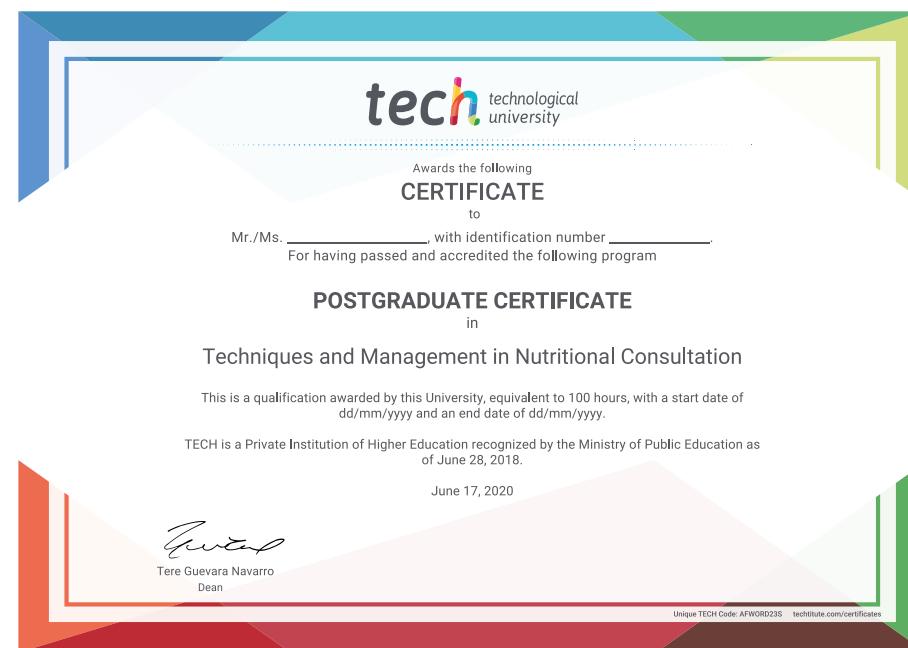 tech technological
university
Awards the following
CERTIFICATE
to
Mr./Ms. ____________________, with identification number ______________.
For having passed and accredited the following program
POSTGRADUATE CERTIFICATE
in
Techniques and Management in Nutritional Consultation
This is a qualification awarded by this University, equivalent to 100 hours, with a start date of
dd/mm/yyyy and an end date of dd/mm/yyyy.
TECH is a Private Institution of Higher Education recognized by the Ministry of Public Education as
of June 28, 2018.
June 17, 2020
Tere Guevara Navarro
Dean
Unique TECH Code: AFWORD23S techtitute.com/certificates